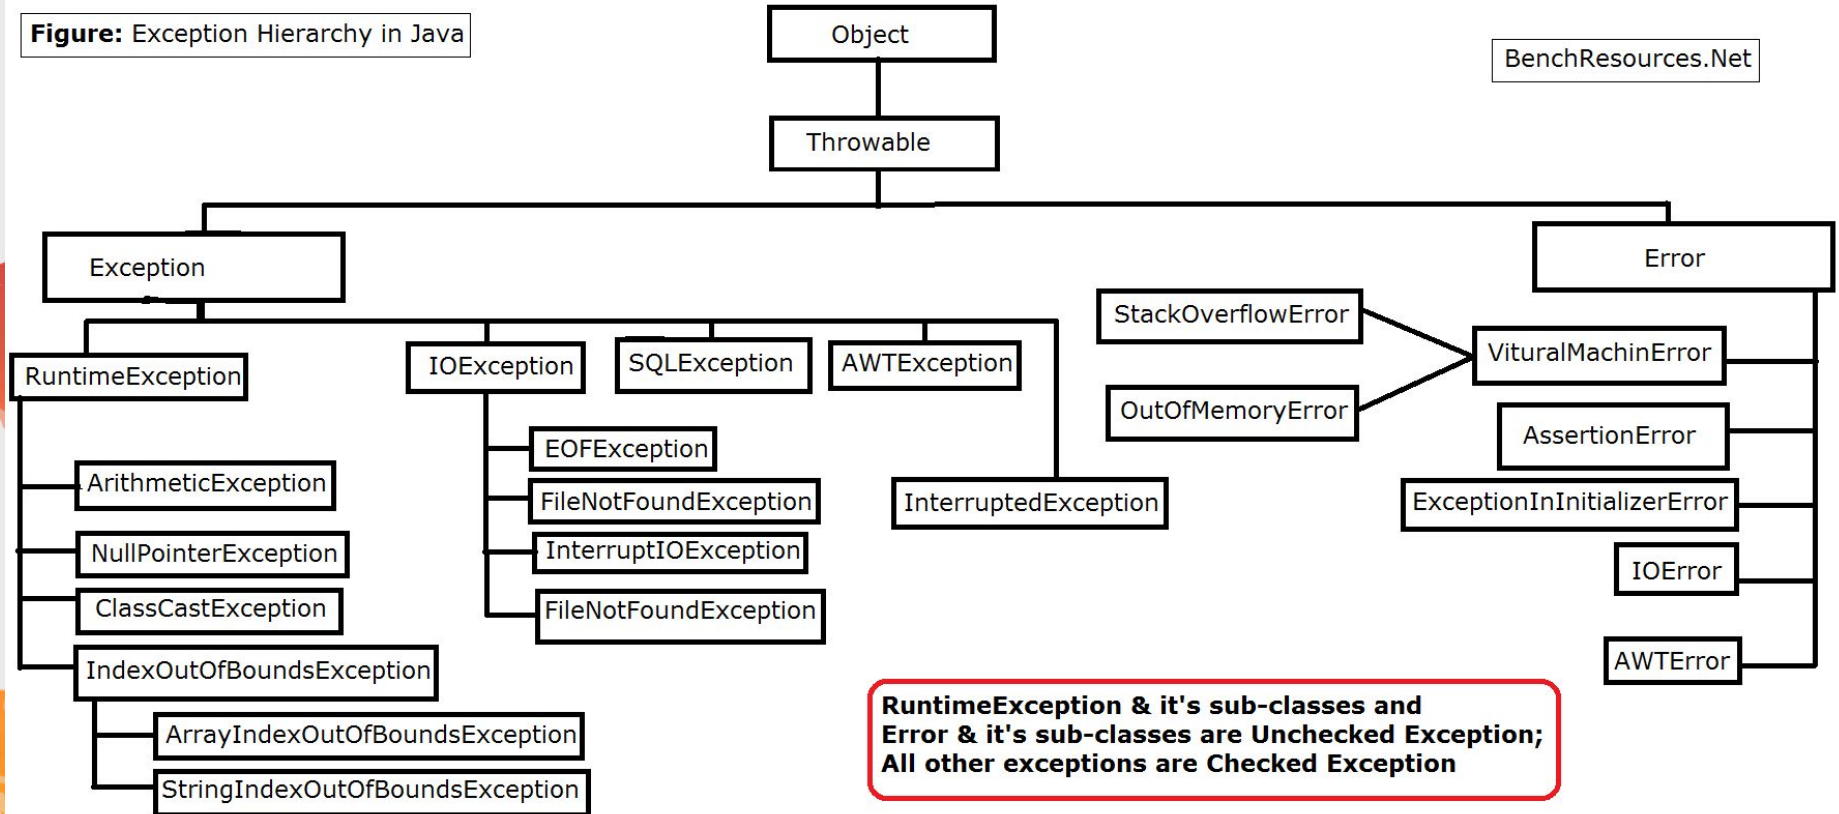 Figure: Exception Hierarchy in Java
Object
BenchResources.Net
Throwable
Exception
Error
StackOverflowError
VituralMachinError
RuntimeException
IOException
SQLException
AWTException
OutOfMemoryError
AssertionError
EOFException
ArithmeticException
FileNotFoundException
InterruptedException
ExceptionInInitializerError
NullPointerException
InterruptIOException
IOError
ClassCastException
FileNotFoundException
IndexOutOfBoundsException
AWTError
RuntimeException & it's sub-classes and
Error & it's sub-classes are Unchecked Exception;
All other exceptions are Checked Exception
ArrayIndexOutOfBoundsException
StringIndexOutOfBoundsException